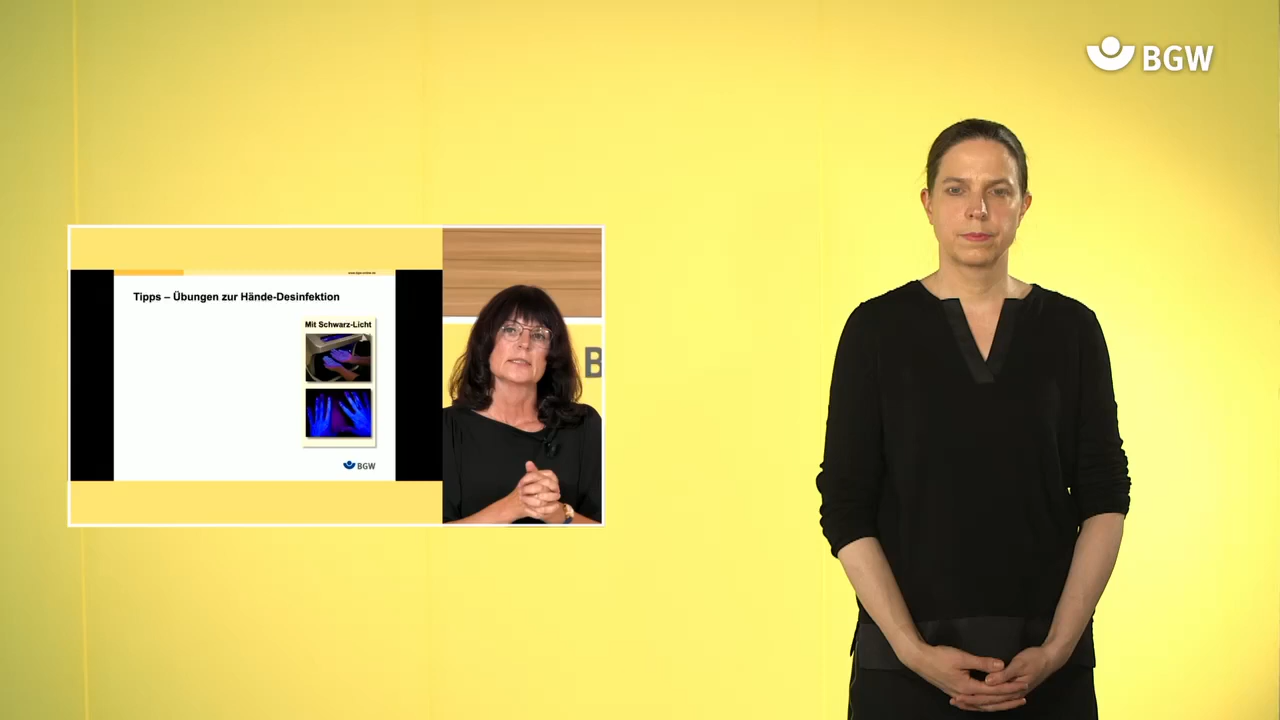 BGW
Tipps – Übungen zur Hände-Desinfektion
Mit Schwarz-Licht
BGW
B